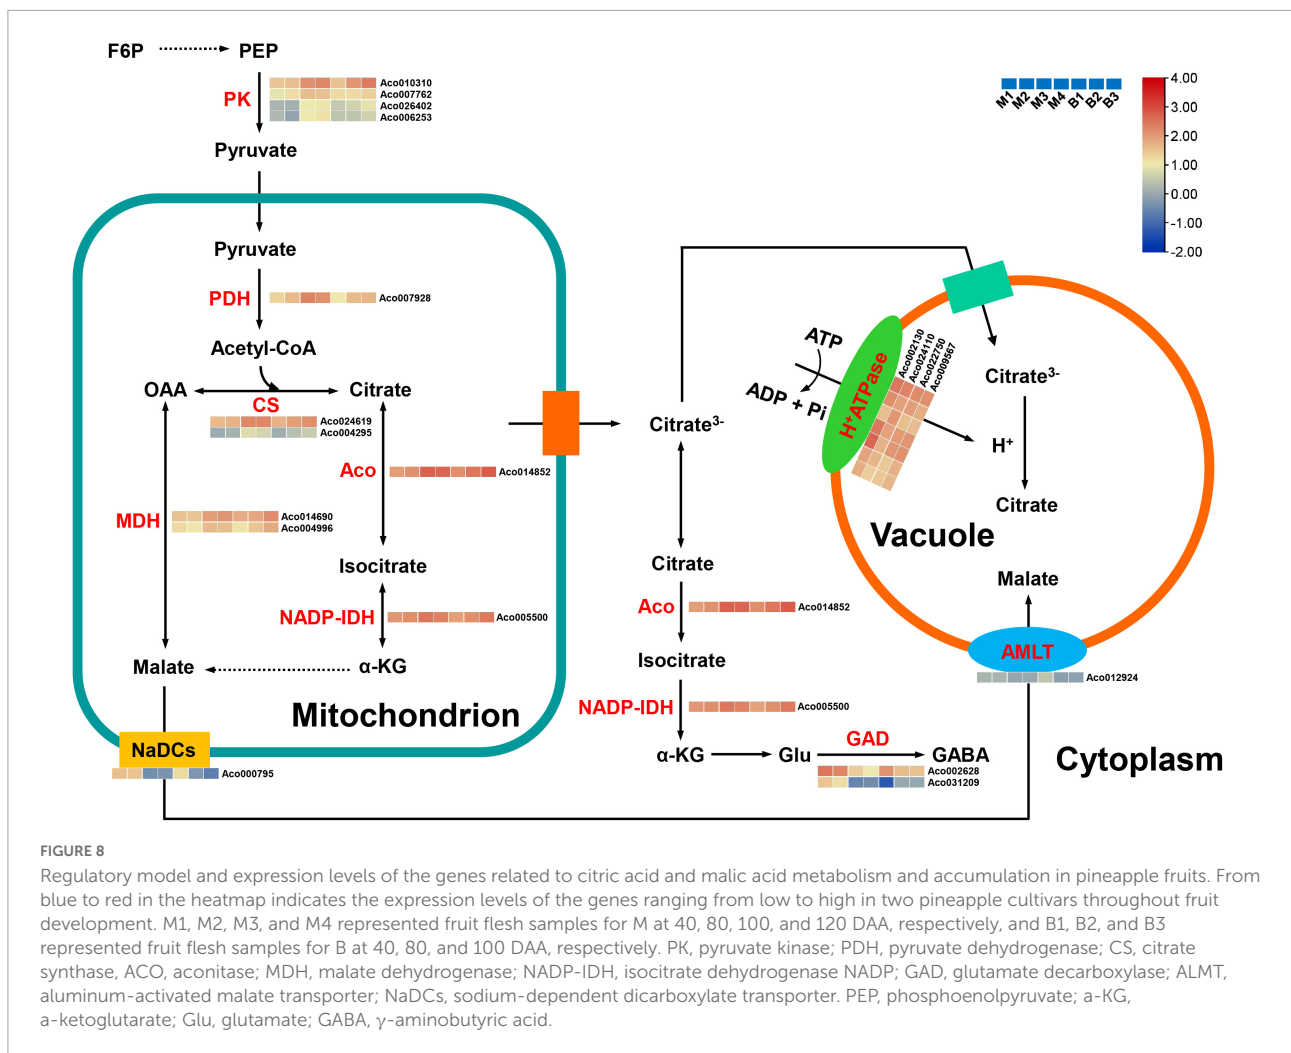 F6P
PEP
PK
Aco010310
Aco007762
Aco026402
Aco006253
Pyruvate
Pyruvate
PDH
Aco007928
Acetyl-CoA
OAA
Citrate
CS
Aco024619
Aco004295
Aco
Aco014852
MDH
Aco014690
Aco004996
Isocitrate
NADP-IDH
Aco005500
Malate
α-KG
Mitochondrion
NaDCs
Aco000795
Citrate3-
Citrate
Aco
Aco014852
Isocitrate
NADP-IDH
Aco005500
α-KG
Glu
GAD
GABA
Aco002628
Aco031209
M1
M2
M3
M4
B1
B2
B3
4.00
4.00
2.00
1.00
0.00
-1.00
-2.00
ATP
ADP + Pi
H+ATPase
Aco002130
Aco024110
Aco022750
Aco009567
Citrate3-
H+
Citrate
Vacuole
Malate
AMLT
Aco012924
Cytoplasm
FIGURE 8
Regulatory model and expression levels of the genes related to citric acid and malic acid metabolism and accumulation in pineapple fruits. From
blue to red in the heatmap indicates the expression levels of the genes ranging from low to high in two pineapple cultivars throughout fruit
development. M1, M2, M3, and M4 represented fruit flesh samples for M at 40, 80, 100, and 120 DAA, respectively, and B1, B2, and B3
represented fruit flesh samples for B at 40, 80, and 100 DAA, respectively. PK, pyruvate kinase; PDH, pyruvate dehydrogenase; CS, citrate
synthase, ACO, aconitase; MDH, malate dehydrogenase; NADP-IDH, isocitrate dehydrogenase NADP; GAD, glutamate decarboxylase; ALMT,
aluminum-activated malate transporter; NaDCs, sodium-dependent dicarboxylate transporter. PEP, phosphoenolpyruvate; a-KG,
a-ketoglutarate; Glu, glutamate; GABA, γ-aminobutyric acid.